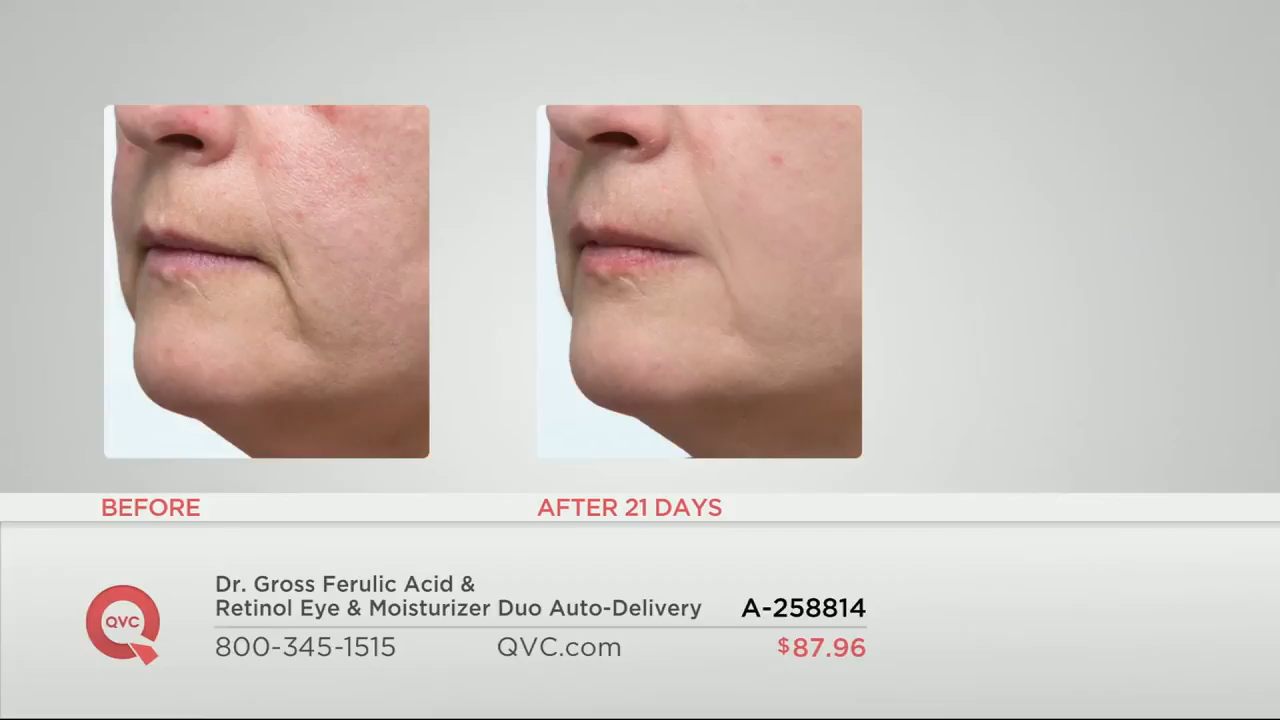 BEFORE
AFTER 21 DAYS
QVC
Dr. Gross Ferulic Acid &
Retinol Eye & Moisturizer Duo Auto-Delivery
A-258814
800-345-1515
QVC.com
$87.96